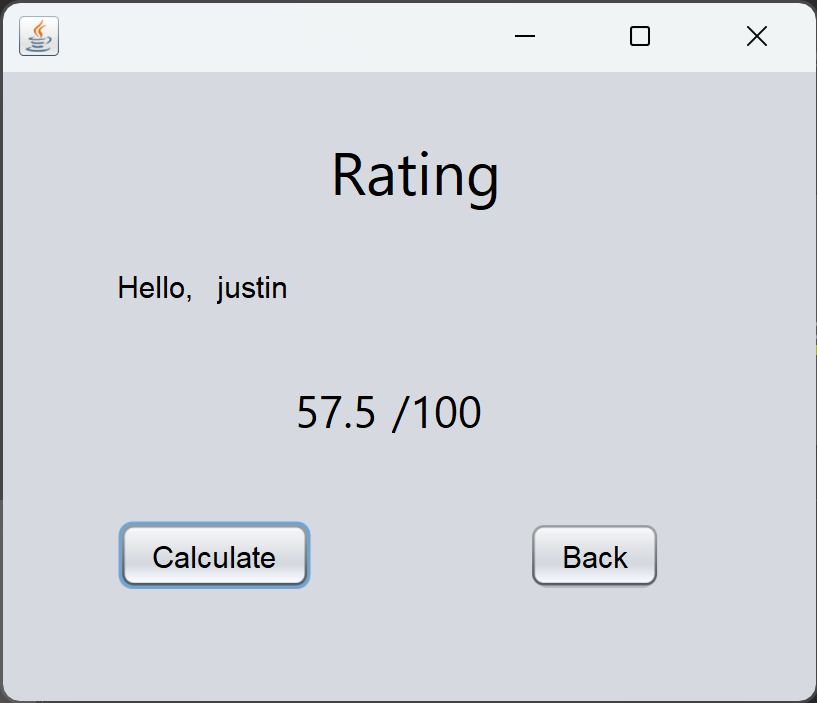 Rating
Hello, justin
57.5 /100
Calculate
Back